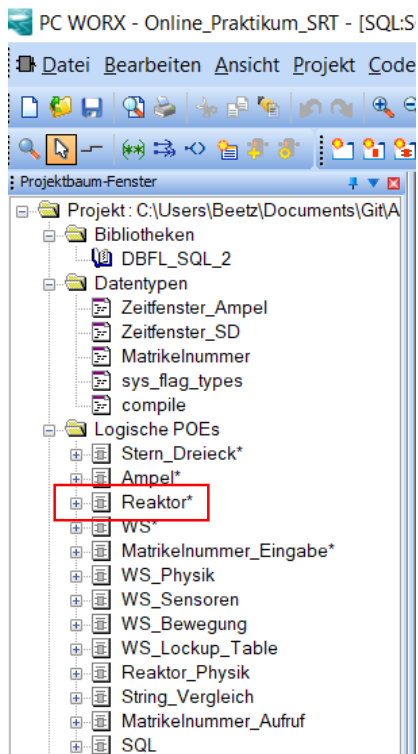 PC WORX - Online_Praktikum_SRT - [SQL:S
Datei Bearbeiten Ansicht Projekt Code
Projektbaum-Fenster
Projekt : C:\Users\Beetz\Documents\Git\A
Bibliotheken
DBFL_SQL_2
Datentypen
Zeitfenster_Ampel
Zeitfenster_SD
Matrikelnummer
sys_flag_types
compile
Logische POEs
Stern_Dreieck*
Ampel*
Reaktor*
WS*
Matrikelnummer_Eingabe*
WS_Physik
WS_Sensoren
WS_Bewegung
WS_Lockup_Table
Reaktor_Physik
String_Vergleich
Matrikelnummer_Aufruf
SQL